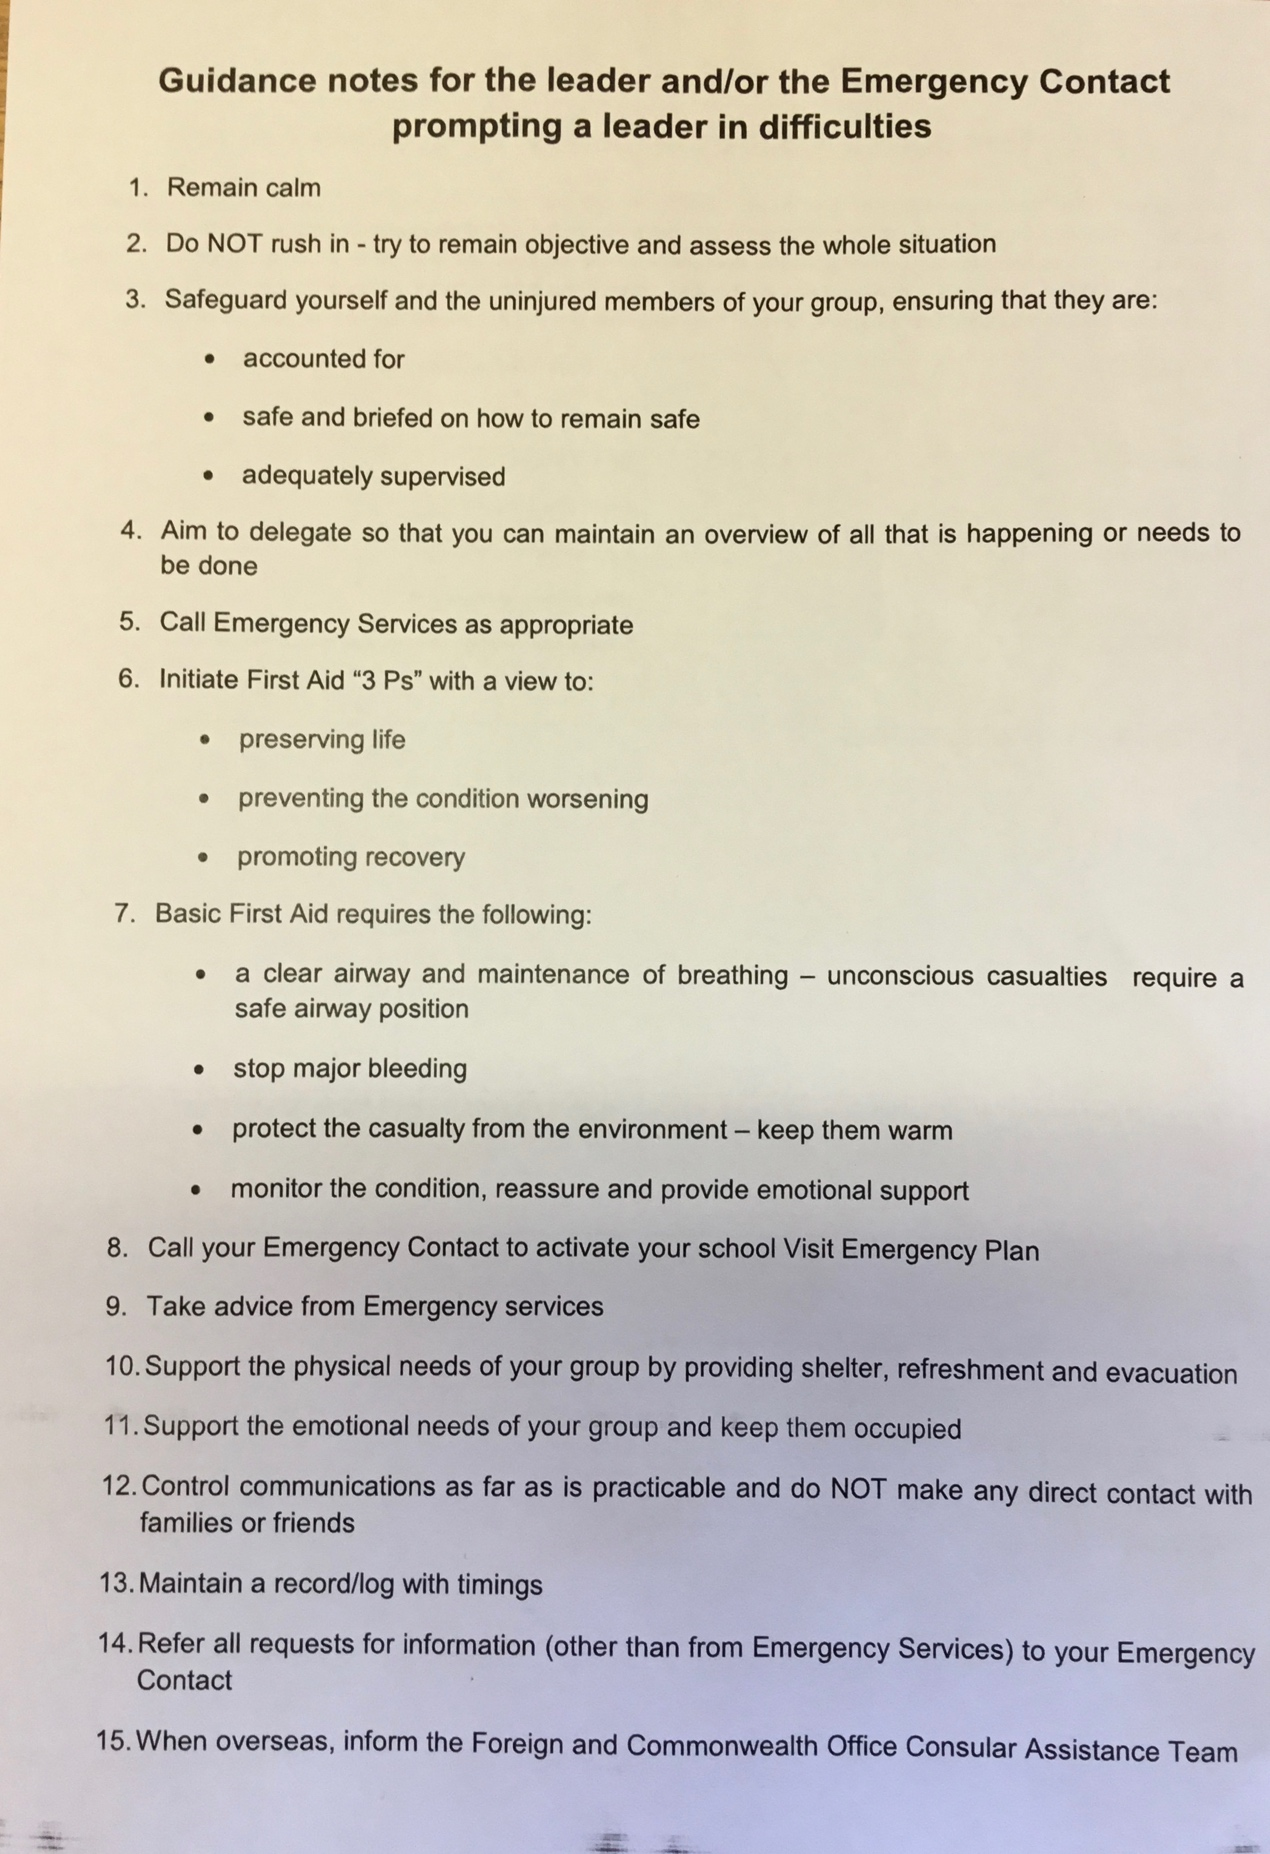 Guidance notes for the leader and/or the Emergency Contact
prompting a leader in difficulties
1. Remain calm
2. Do NOT rush in - try to remain objective and assess the whole situation
3. Safeguard yourself and the uninjured members of your group, ensuring that they are:
• accounted for
• safe and briefed on how to remain safe
• adequately supervised
4. Aim to delegate so that you can maintain an overview of all that is happening or needs to
be done
5. Call Emergency Services as appropriate
6. Initiate First Aid “3 Ps” with a view to:
• preserving life
• preventing the condition worsening
• promoting recovery
7. Basic First Aid requires the following:
• a clear airway and maintenance of breathing – unconscious casualties require a
safe airway position
• stop major bleeding
• protect the casualty from the environment – keep them warm
• monitor the condition, reassure and provide emotional support
8. Call your Emergency Contact to activate your school Visit Emergency Plan
9. Take advice from Emergency services
10. Support the physical needs of your group by providing shelter, refreshment and evacuation
11. Support the emotional needs of your group and keep them occupied
12. Control communications as far as is practicable and do NOT make any direct contact with
families or friends
13. Maintain a record/log with timings
14. Refer all requests for information (other than from Emergency Services) to your Emergency
Contact
15. When overseas, inform the Foreign and Commonwealth Office Consular Assistance Team